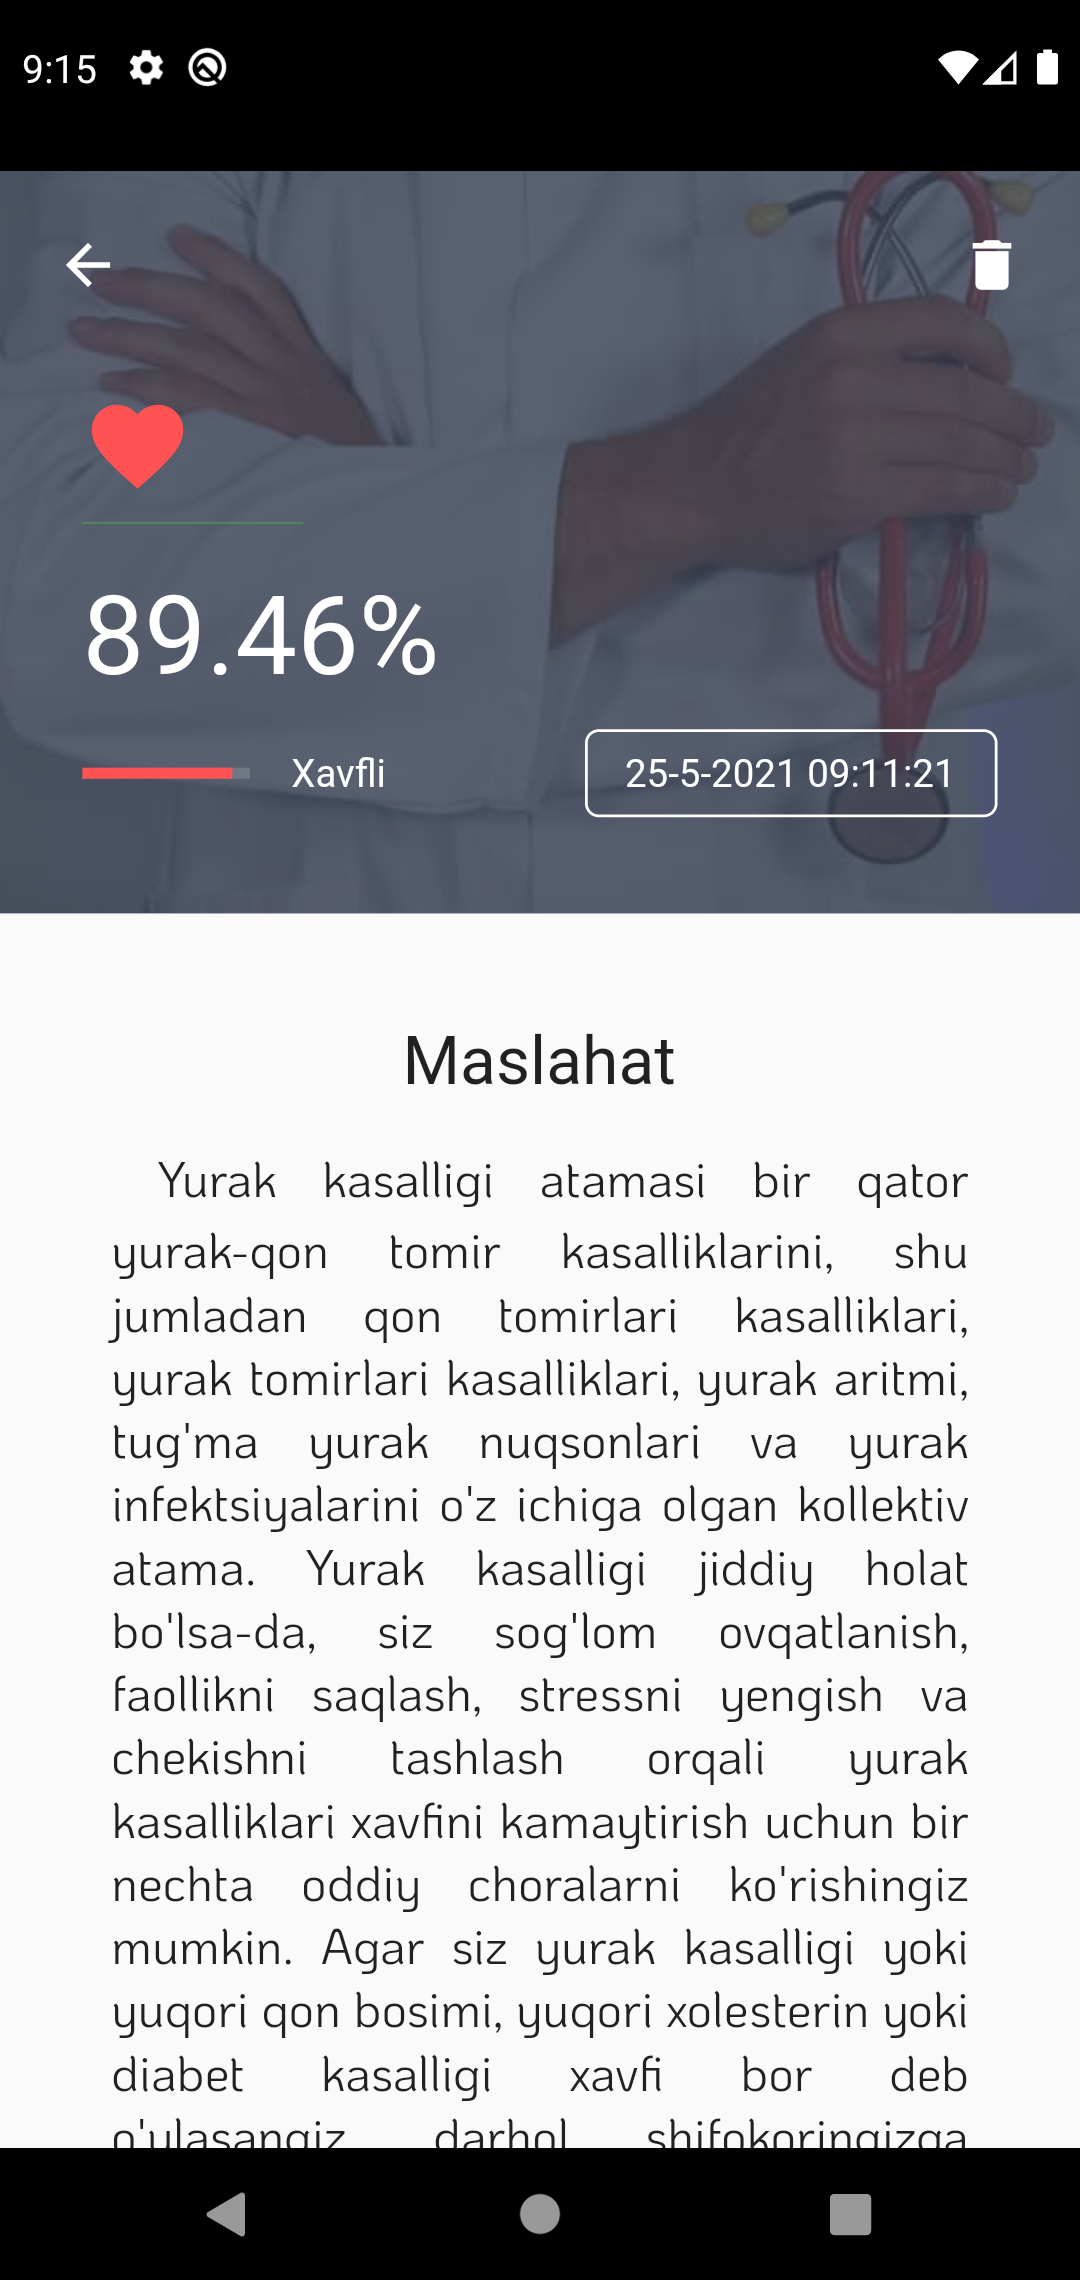 9:15
89.46%
Xavfli
25-5-2021 09:11:21
Maslahat
Yurak kasalligi atamasi bir qator
yurak-qon tomir kasalliklarini, shu
jumladan qon tomirlari kasalliklari,
yurak tomirlari kasalliklari, yurak aritmi,
tug'ma yurak nuqsonlari va yurak
infektsiyalarini o'z ichiga olgan kollektiv
atama. Yurak kasalligi jiddiy holat
bo'lsa-da, siz sog'lom ovqatlanish,
faollikni saqlash, stressni yengish va
chekishni tashlash orqali yurak
kasalliklari xavfini kamaytirish uchun bir
nechta oddiy choralarni ko'rishingiz
mumkin. Agar siz yurak kasalligi yoki
yuqori qon bosimi, yuqori xolesterin yoki
diabet kasalligi xavfi bor deb
o'ylasangiz darhol shifokoringizga